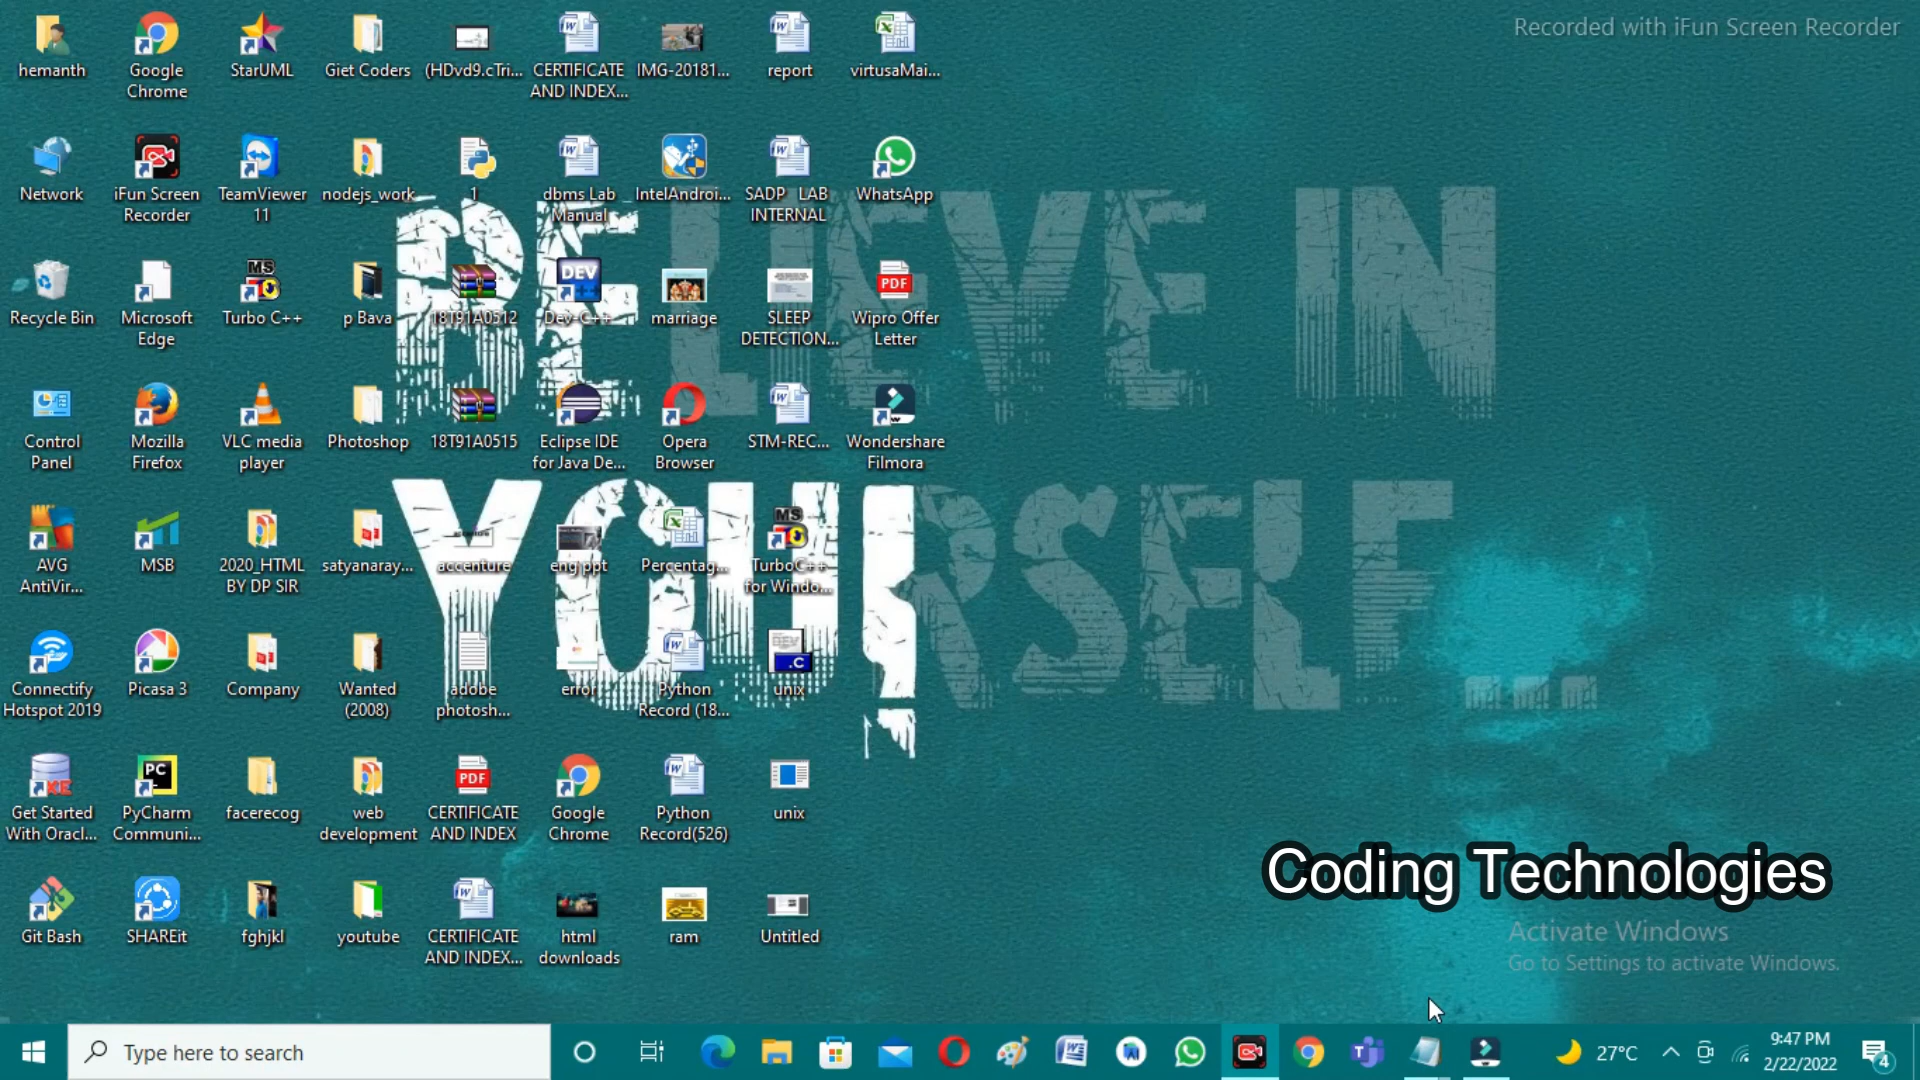 Recorded with iFun Screen Recorder
hemanth
Google
Chrome
StarUML
Giet Coders
(HDvd9.cTri...
CERTIFICATE
AND INDEX...
IMG-20181...
report
virtusaMai...
Network
iFun Screen
Recorder
TeamViewer
11
nodejs_work
1
dbms Lab
Manual
IntelAndroi...
SADP LAB
INTERNAL
WhatsApp
BELIEVE IN
Recycle Bin
Microsoft
Edge
MS
Turbo C++
p Bava
18T91A0512
DEV
Dev-C++
marriage
SLEEP
DETECTION...
PDF
Wipro Offer
Letter
Control
Panel
Mozilla
Firefox
VLC media
player
Photoshop
18T91A0515
Eclipse IDE
for Java De...
Opera
Browser
STM-REC...
Wondershare
Filmora
YOURSELF...
AVG
AntiVir...
MSB
2020_HTML
BY DP SIR
satyanaray...
accenture
eng ppt
Percentag...
MS
TurboC++
for Windo...
Connectify
Hotspot 2019
Picasa 3
Company
Wanted
(2008)
adobe
photosh...
error
Python
Record (18...
DEV
.C
unix
Get Started
With Oracl...
PC
PyCharm
Communi...
facerecog
web
development
PDF
CERTIFICATE
AND INDEX
Google
Chrome
Python
Record(526)
unix
Coding Technologies
Git Bash
SHAREit
fghjkl
youtube
CERTIFICATE
AND INDEX...
html
downloads
ram
Untitled
Activate Windows
Go to Settings to activate Windows.
Type here to search
27°C
9:47 PM
2/22/2022
4